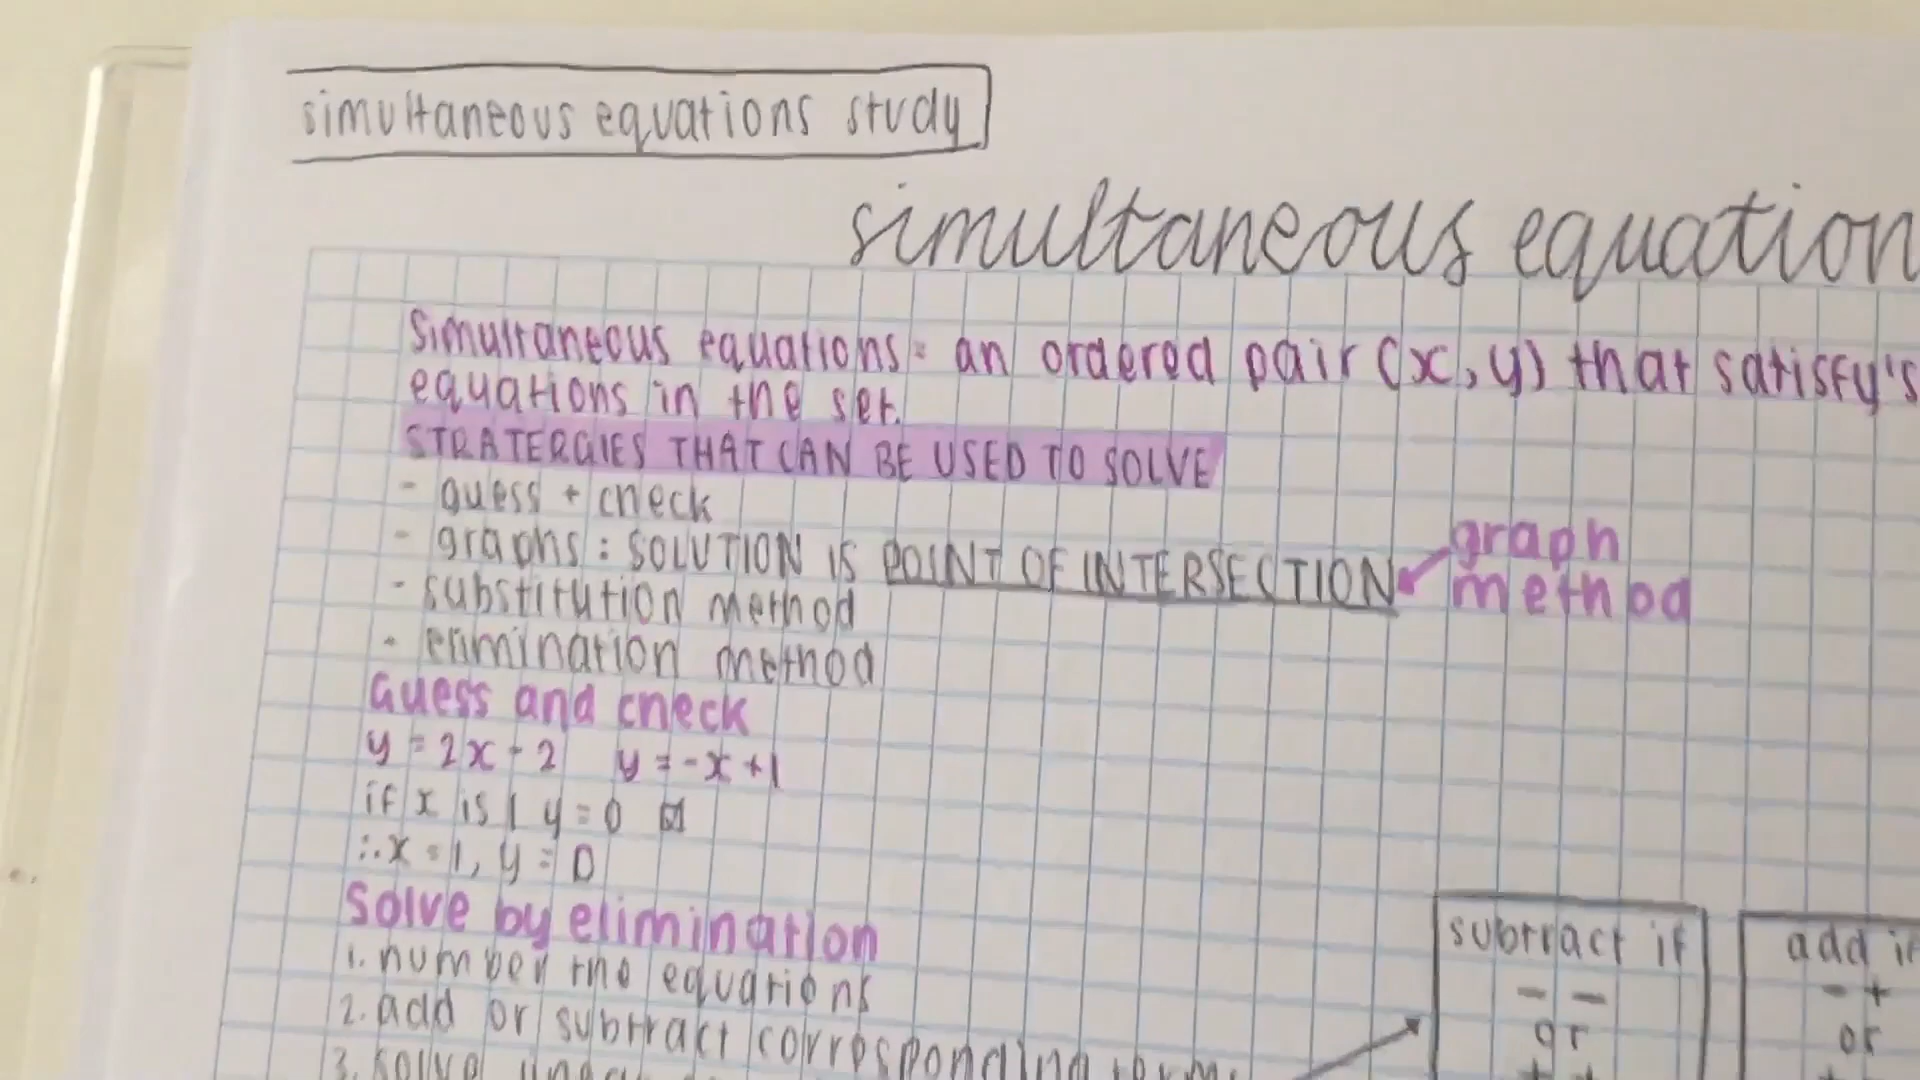 simultaneous equations study
simultaneous equation
Simultaneous equations = an ordered pair (x, y) that satisfy's
equations in the set.
STRATERGIES THAT CAN BE USED TO SOLVE
- guess + check
- graphs : SOLUTION IS POINT OF INTERSECTION
graph
method
- substitution method
- elimination method
Guess and check
y = 2x - 2 y = -x + 1
if x is 1 y = 0 ☑
∴ x = 1, y = 0
Solve by elimination
1. number the equations
2. add or subtract corresponding
3. solve
subtract if
- -
or
+ +
add if
- +
or